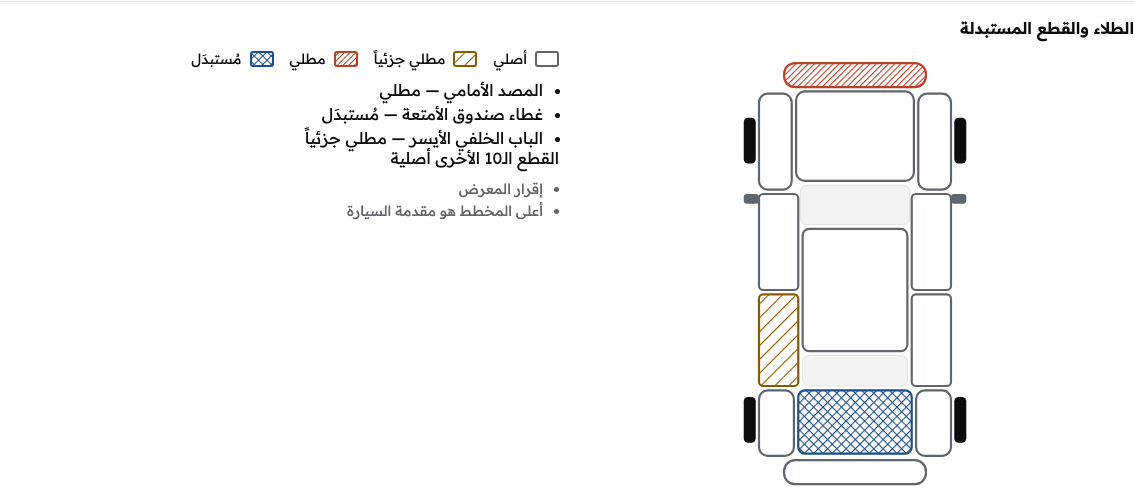 الطلاء والقطع المستبدلة
أصلي مطلي جزئياً مطلي مُستبدَل
• المصد الأمامي — مطلي
• غطاء صندوق الأمتعة — مُستبدَل
• الباب الخلفي الأيسر — مطلي جزئياً
القطع الـ10 الأخرى أصلية
• إقرار المعرض
• أعلى المخطط هو مقدمة السيارة